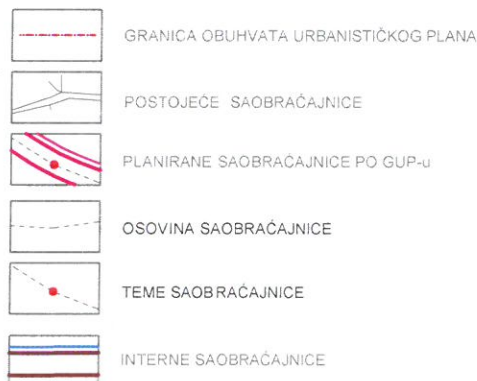 GRANICA OBUHVATA URBANISTIČKOG PLANA
POSTOJEĆE SAOBRAĆAJNICE
PLANIRANE SAOBRAĆAJNICE PO GUP-u
OSOVINA SAOBRAĆAJNICE
TEME SAOBRAĆAJNICE
INTERNE SAOBRAĆAJNICE